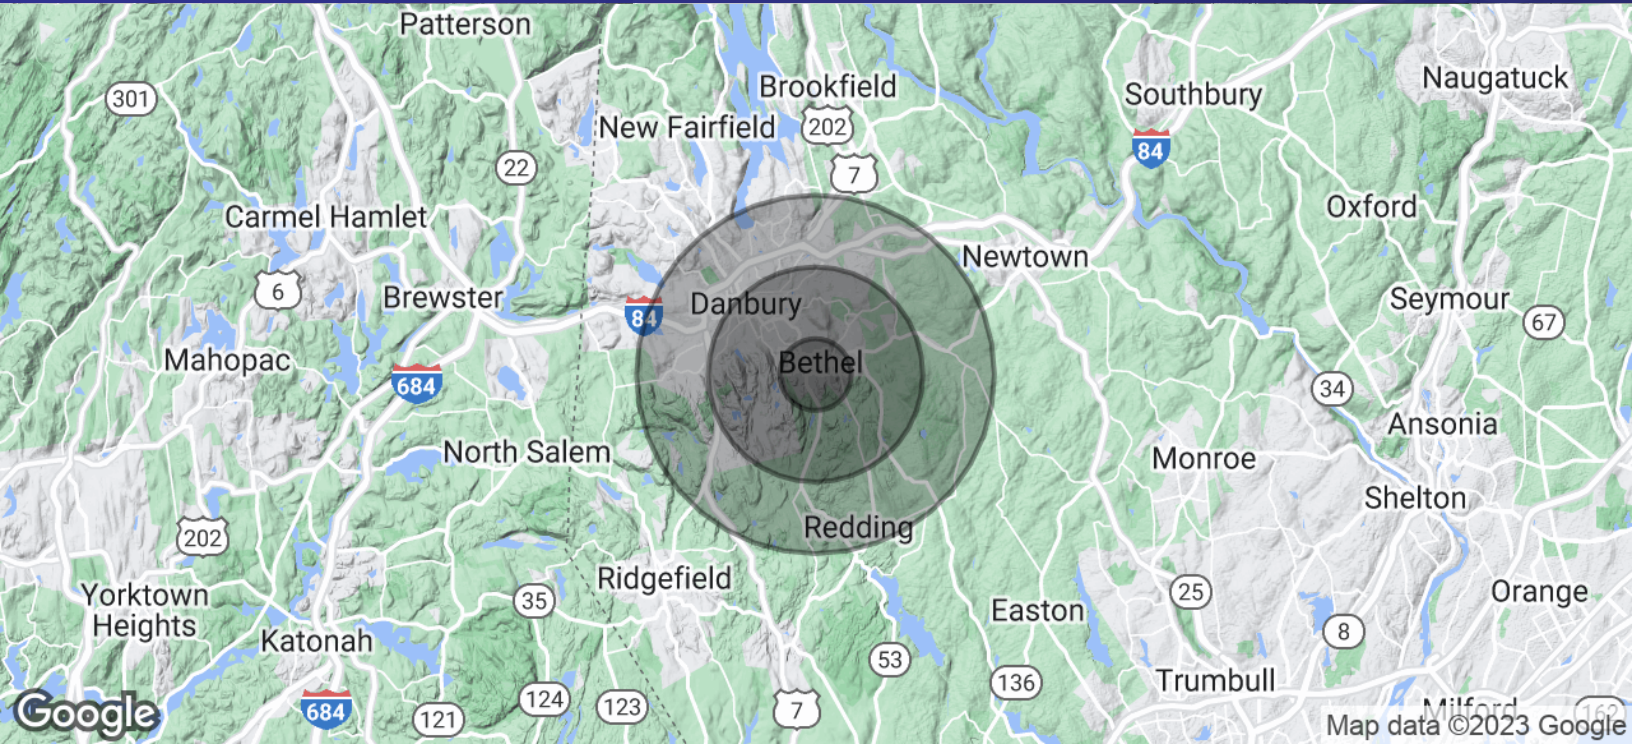 Patterson
Brookfield
Naugatuck
Southbury
301
202
New Fairfield
84
22
7
Oxford
Carmel Hamlet
Newtown
6
Brewster
Danbury
Seymour
84
67
Mahopac
Bethel
684
34
Ansonia
North Salem
Monroe
Shelton
Redding
202
Ridgefield
Yorktown
Heights
35
25
Orange
Easton
Katonah
8
53
Trumbull
136
124
123
7
684
121
Google
Milford
162
Map data ©2023 Google